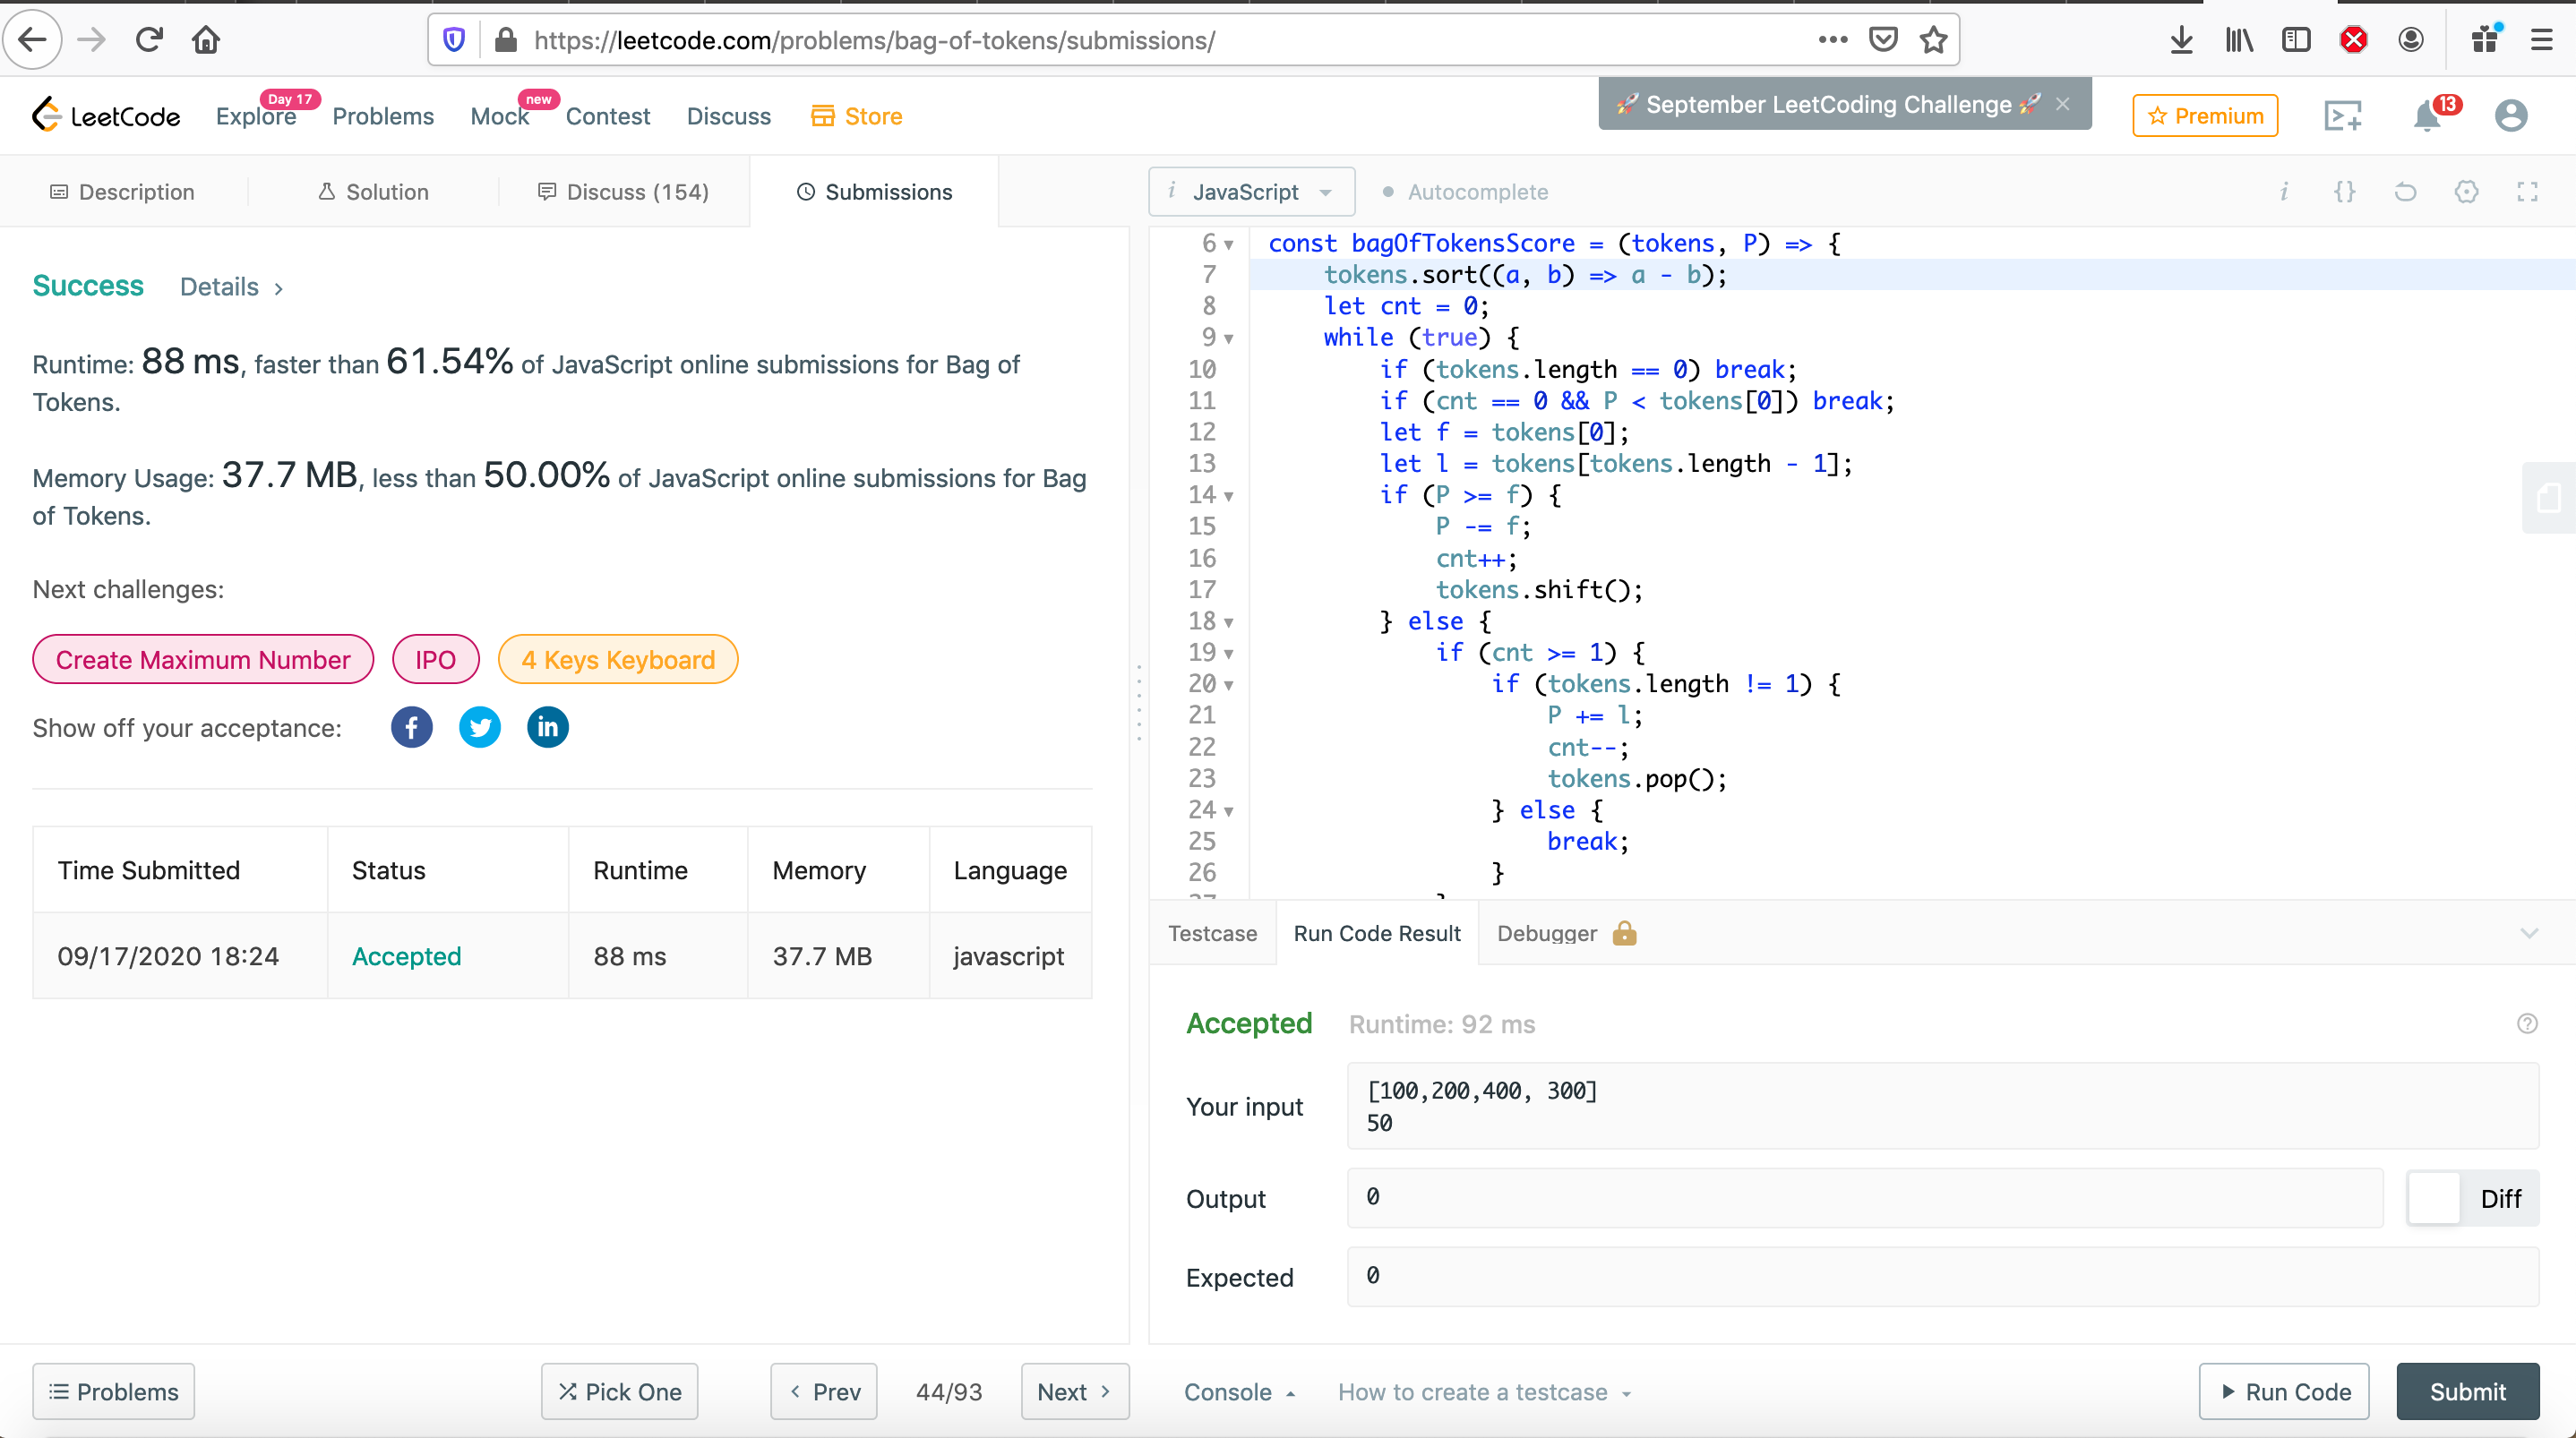 https://leetcode.com/problems/bag-of-tokens/submissions/
LeetCode
Explore
Day 17
Problems
Mock
new
Contest
Discuss
Store
🚀 September LeetCoding Challenge 🚀
Premium
13
Description
Solution
Discuss (154)
Submissions
Success
Details
Runtime: 88 ms, faster than 61.54% of JavaScript online submissions for Bag of
Tokens.
Memory Usage: 37.7 MB, less than 50.00% of JavaScript online submissions for Bag
of Tokens.
Next challenges:
Create Maximum Number
IPO
4 Keys Keyboard
Show off your acceptance:
Time Submitted Status Runtime Memory Language
09/17/2020 18:24 Accepted 88 ms 37.7 MB javascript
Problems
Pick One
Prev
44/93
Next
i JavaScript
Autocomplete
6 const bagOfTokensScore = (tokens, P) => {
7 tokens.sort((a, b) => a - b);
8 let cnt = 0;
9 while (true) {
10 if (tokens.length == 0) break;
11 if (cnt == 0 && P < tokens[0]) break;
12 let f = tokens[0];
13 let l = tokens[tokens.length - 1];
14 if (P >= f) {
15 P -= f;
16 cnt++;
17 tokens.shift();
18 } else {
19 if (cnt >= 1) {
20 if (tokens.length != 1) {
21 P += l;
22 cnt--;
23 tokens.pop();
24 } else {
25 break;
26 }
Testcase
Run Code Result
Debugger
Accepted
Runtime: 92 ms
Your input
[100,200,400, 300]
50
Output
0
Diff
Expected
0
Console
How to create a testcase
Run Code
Submit